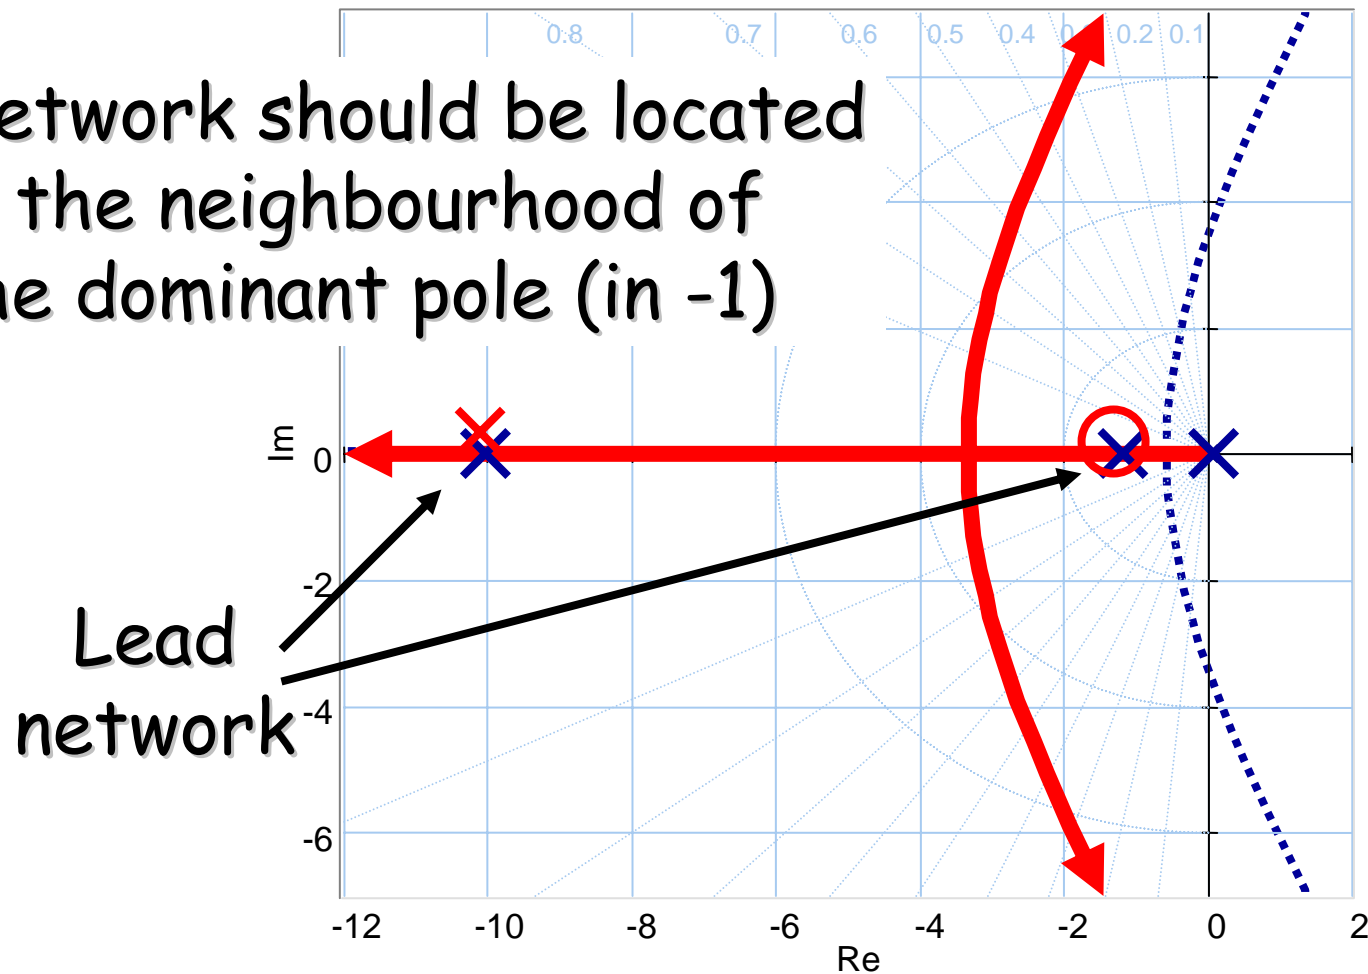 0.8 0.7 0.6 0.5 0.4 0.2 0.1
etwork should be located
the neighbourhood of
e dominant pole (in -1)
Im
0
-2
Lead
network
-4
-6
-12 -10 -8 -6 -4 -2 0 2
Re